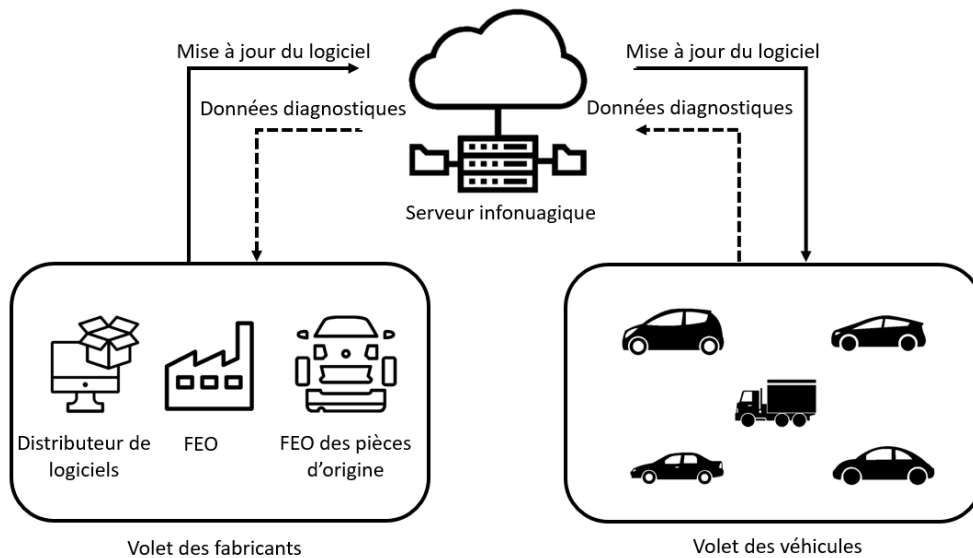 Mise à jour du logiciel
Mise à jour du logiciel
Données diagnostiques
Données diagnostiques
Serveur infonuagique
Distributeur de
logiciels
FEO
FEO des pièces
d'origine
Volet des fabricants
Volet des véhicules